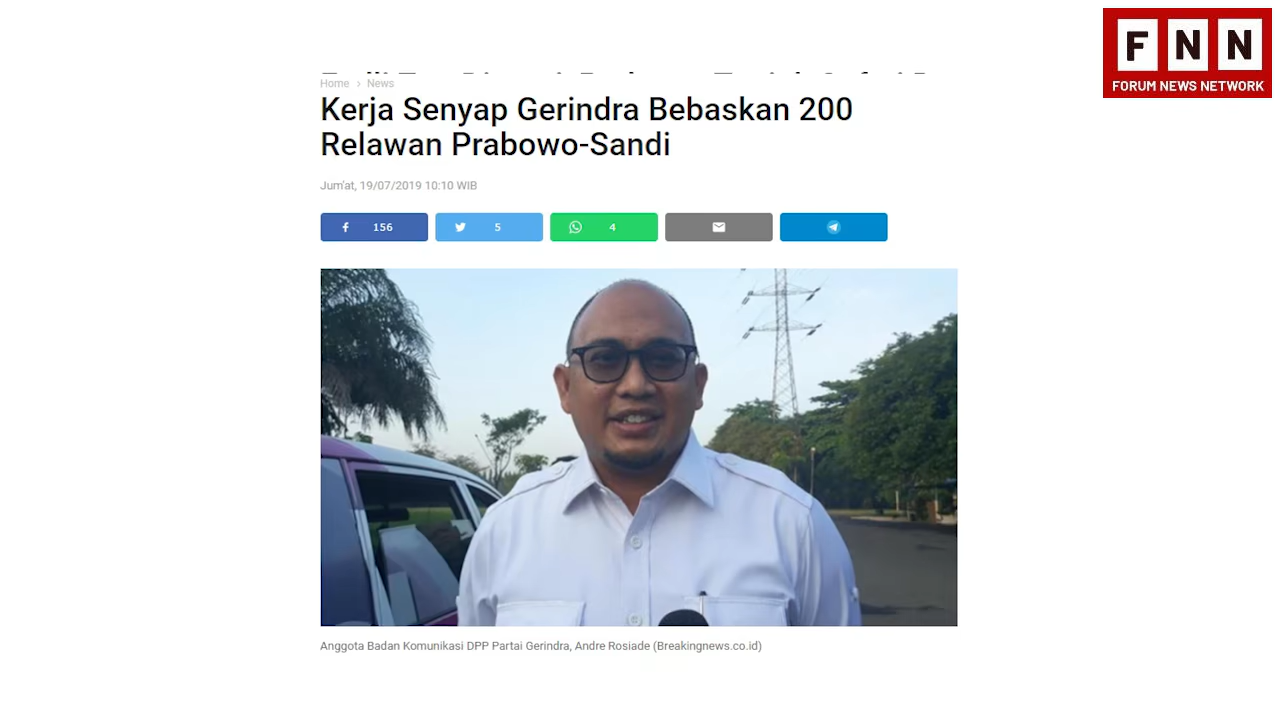 F N N
FORUM NEWS NETWORK
Home › News
Kerja Senyap Gerindra Bebaskan 200
Relawan Prabowo-Sandi
Jum'at, 19/07/2019 10:10 WIB
156 5 4
Anggota Badan Komunikasi DPP Partai Gerindra, Andre Rosiade (Breakingnews.co.id)